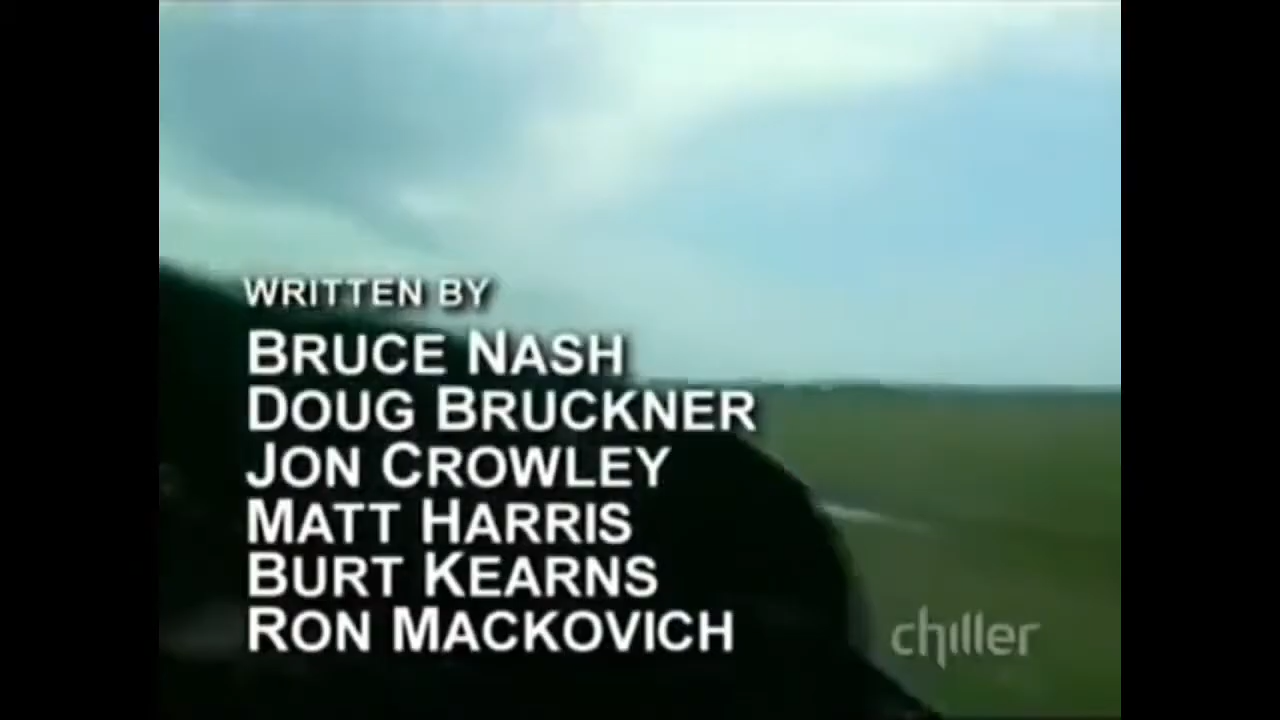 WRITTEN BY
BRUCE NASH
DOUG BRUCKNER
JON CROWLEY
MATT HARRIS
BURT KEARNS
RON MACKOVICH
chiller